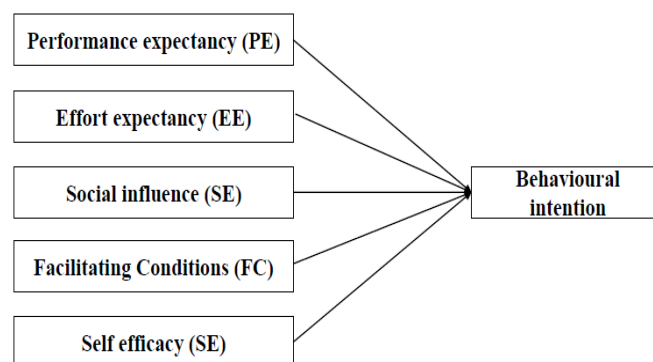 Performance expectancy (PE)
Effort expectancy (EE)
Social influence (SE)
Facilitating Conditions (FC)
Self efficacy (SE)
Behavioural
intention